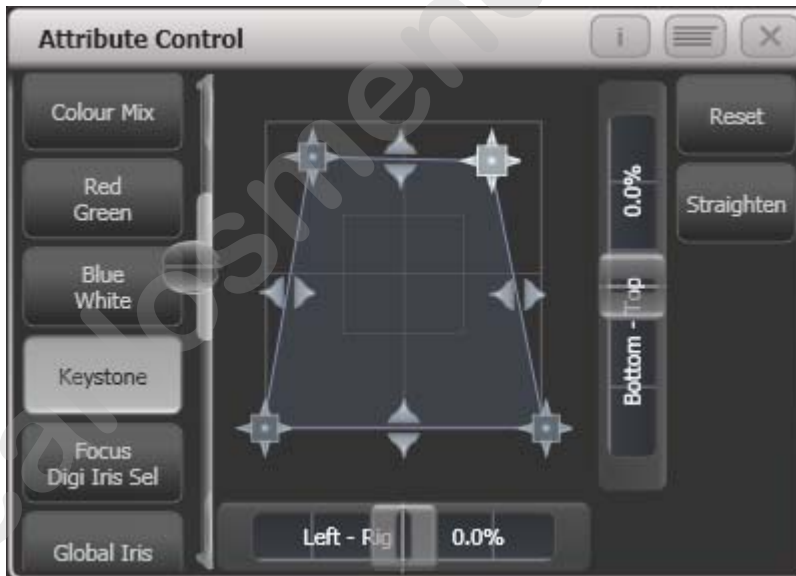 Attribute Control
i
Colour Mix
Red
Green
Blue
White
Keystone
Focus
Digi Iris Sel
Global Iris
0.0%
Bottom - Top
Left - Rig
0.0%
Reset
Straighten